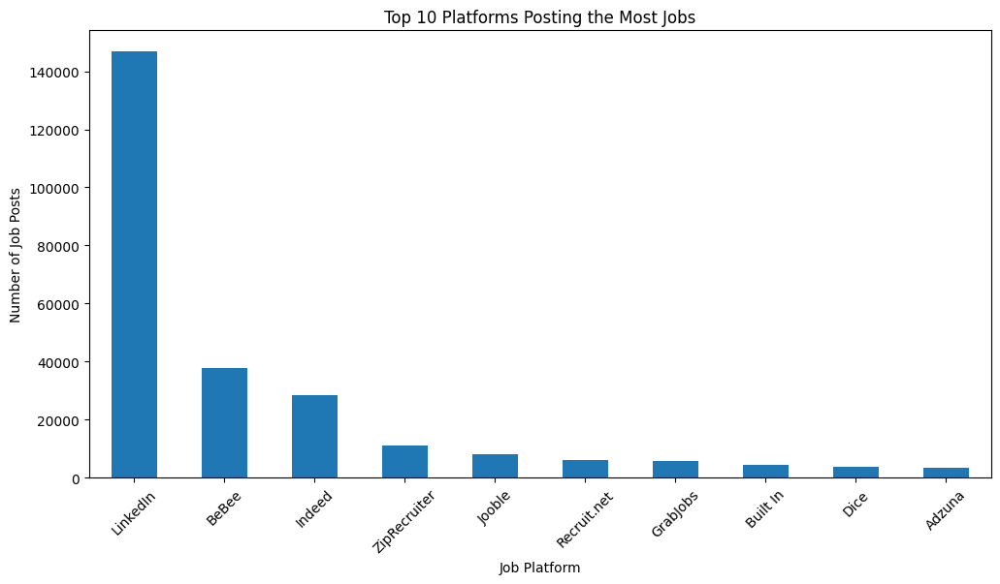 Top 10 Platforms Posting the Most Jobs
Number of Job Posts
140000
120000
100000
80000
60000
40000
20000
0
LinkedIn
BeBee
Indeed
ZipRecruiter
Jooble
Recruit.net
GrabJobs
Built In
Dice
Adzuna
Job Platform